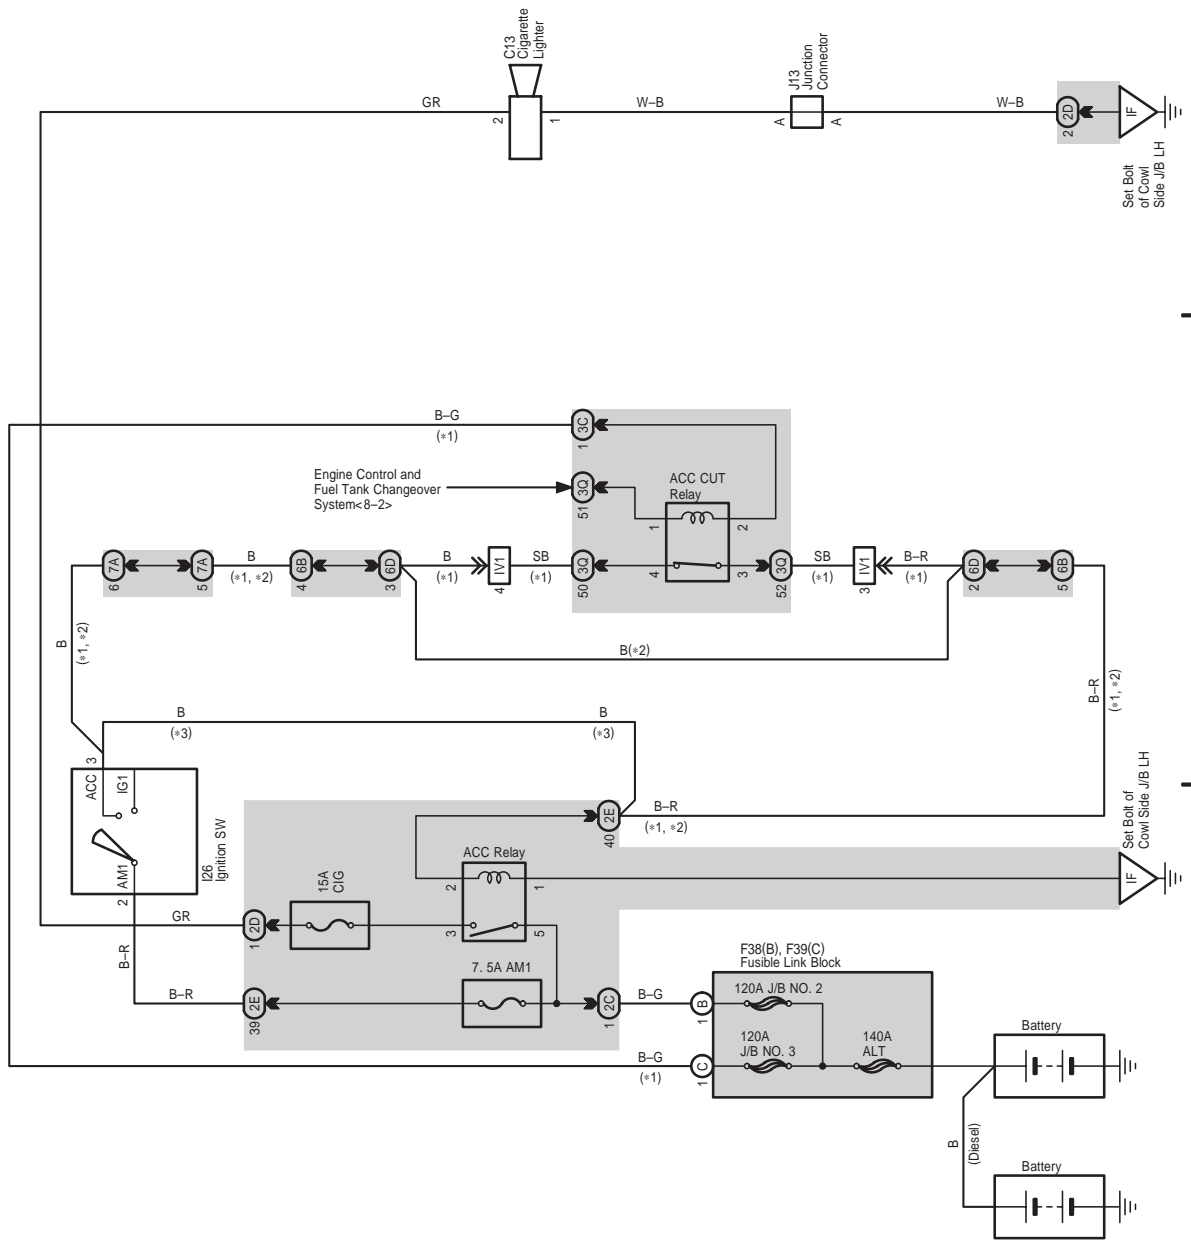 C13
Cigarette
Lighter
J13
Junction
Connector
GR
2
1
W–B
A
A
W–B
2
2D
IF
Set Bolt
of Cowl
Side J/B LH
B–G
(∗1)
1
3C
Engine Control and
Fuel Tank Changeover
System<8–2>
51
3Q
ACC CUT
Relay
1
2
4
3
6
7A
5
7A
B
(∗1, ∗2)
4
6B
3
6D
B
(∗1)
4
IV1
SB
(∗1)
50
3Q
52
3Q
SB
(∗1)
3
IV1
B–R
(∗1)
2
6D
5
6B
B
(∗1, ∗2)
B(∗2)
B–R
(∗1, ∗2)
B
(∗3)
B
(∗3)
3
ACC
IG1
AM1
2
I26
Ignition SW
40
2E
B–R
(∗1, ∗2)
ACC Relay
2
1
3
5
15A
CIG
Set Bolt of
Cowl Side J/B LH
IF
GR
1
2D
B–R
7. 5A AM1
B–R
39
2E
1
2C
B–G
1
B
F38(B), F39(C)
Fusible Link Block
120A J/B NO. 2
120A
J/B NO. 3
140A
ALT
B–G
(∗1)
1
C
Battery
B
(Diesel)
Battery